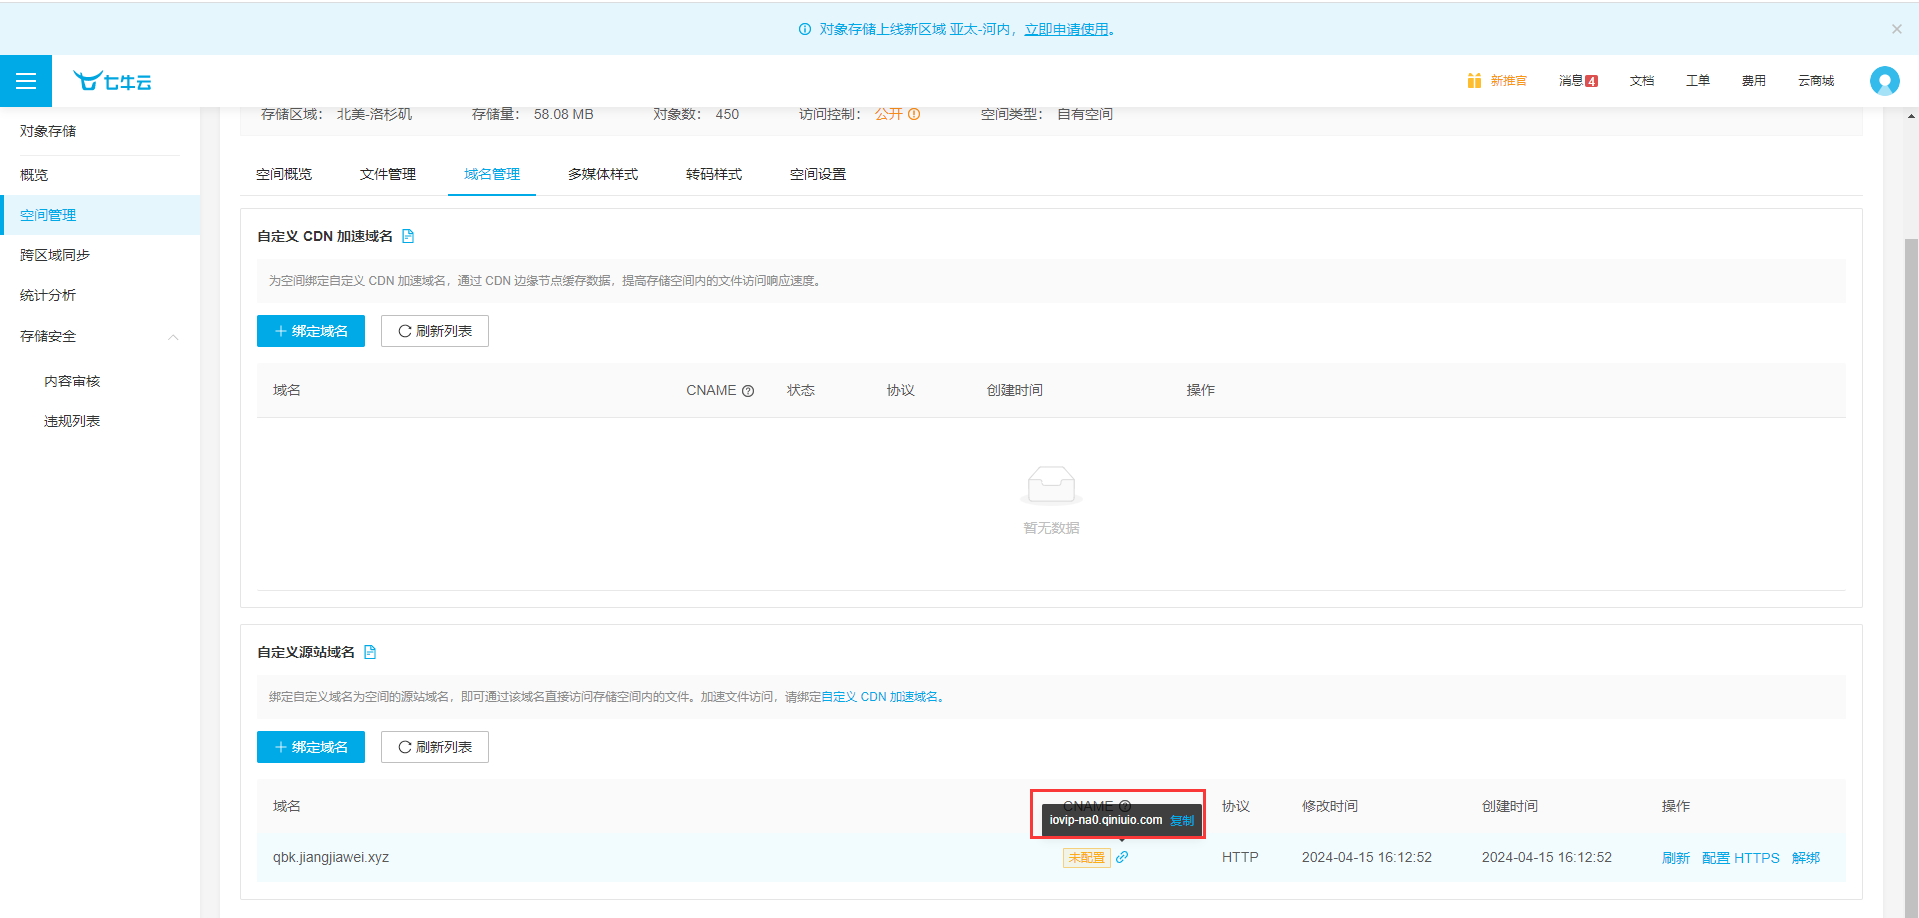 对象存储上线新区域 亚太-河内，立即申请使用。
七牛云
新推官
消息 4
文档
工单
费用
云商城
对象存储
概览
空间管理
跨区域同步
统计分析
存储安全
内容审核
违规列表
存储区域： 北美-洛杉矶 存储量： 58.08 MB 对象数： 450 访问控制： 公开 空间类型： 自有空间
空间概览 文件管理 域名管理 多媒体样式 转码样式 空间设置
自定义 CDN 加速域名
为空间绑定自定义 CDN 加速域名，通过 CDN 边缘节点缓存数据，提高存储空间内的文件访问响应速度。
绑定域名 刷新列表
域名 CNAME 状态 协议 创建时间 操作
暂无数据
自定义源站域名
绑定自定义域名为空间的源站域名，即可通过该域名直接访问存储空间内的文件。加速文件访问，请绑定自定义 CDN 加速域名。
绑定域名 刷新列表
域名 CNAME 协议 修改时间 创建时间 操作
iovip-na0.qiniuio.com 复制
qbk.jiangjiawei.xyz 未配置 HTTP 2024-04-15 16:12:52 2024-04-15 16:12:52 刷新 配置 HTTPS 解绑